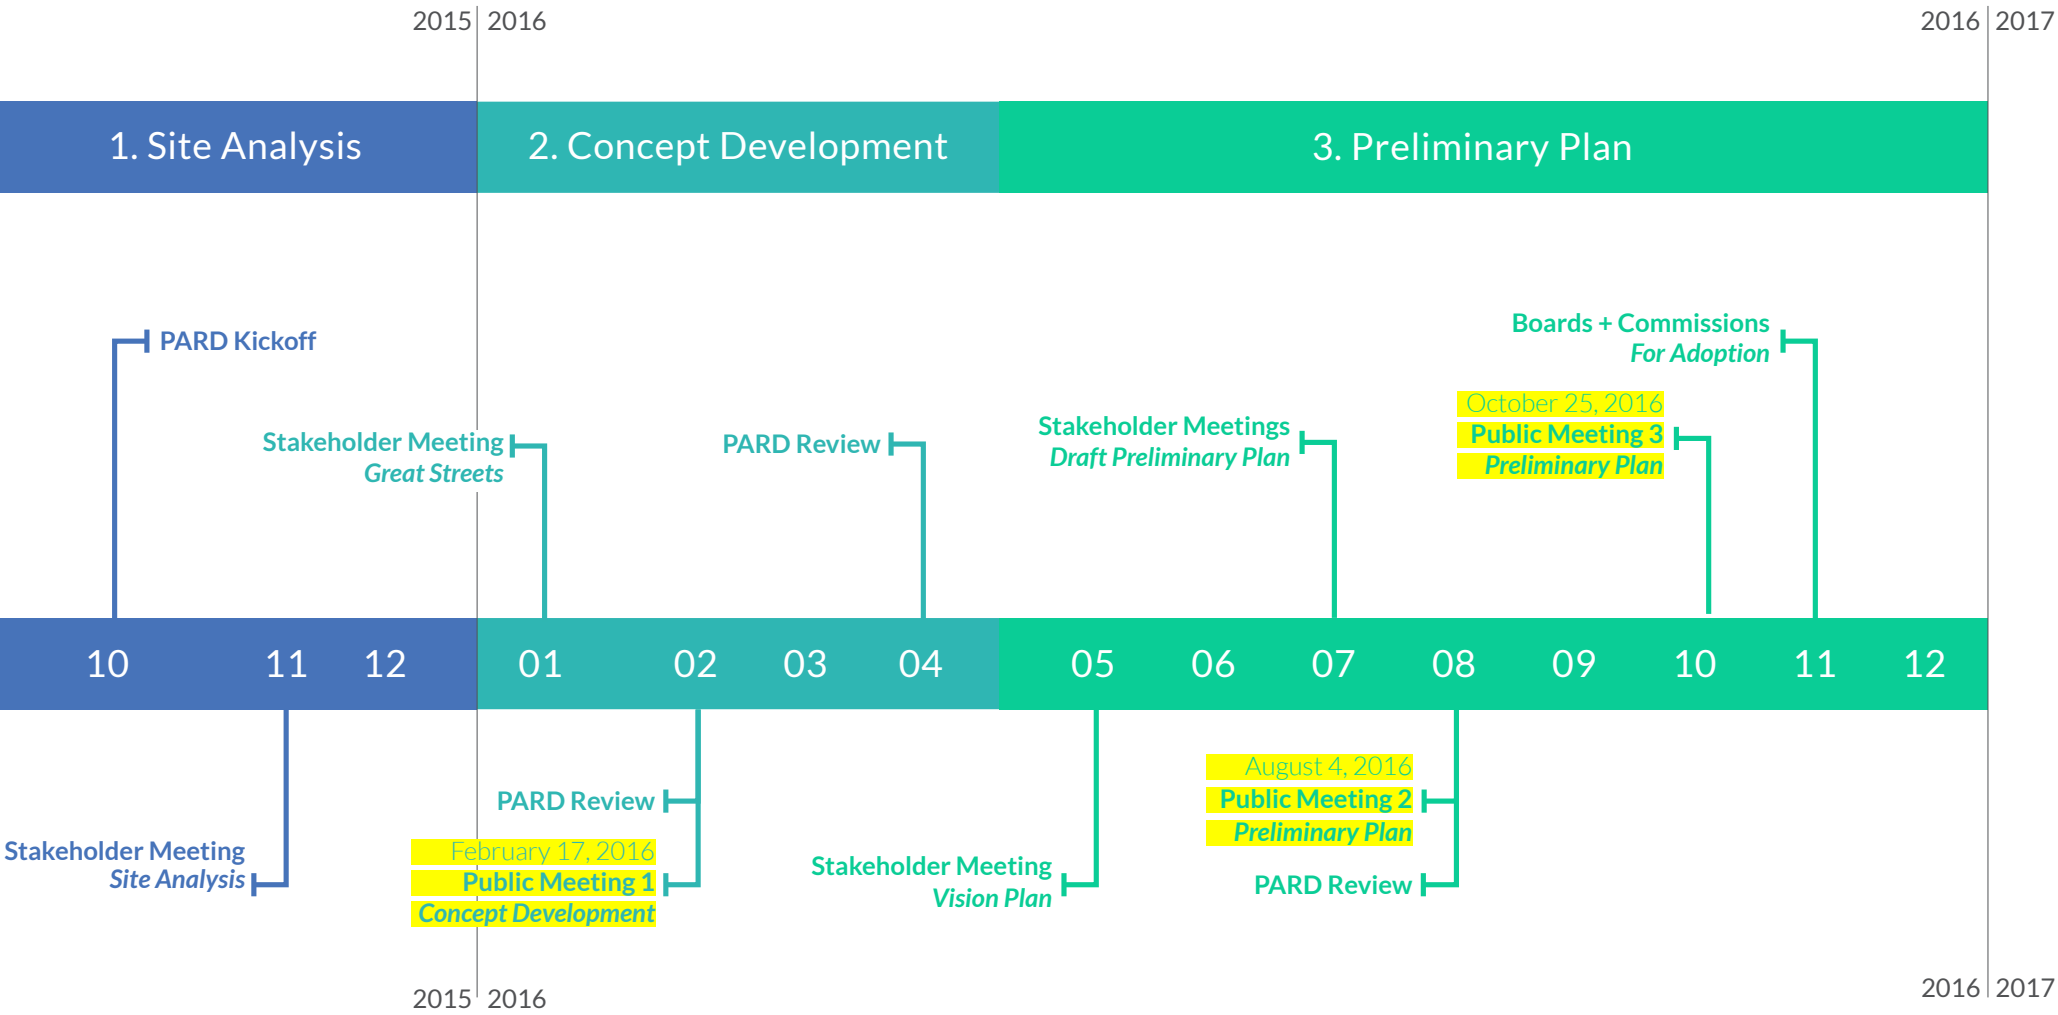 2015 2016
2016 2017
1. Site Analysis
2. Concept Development
3. Preliminary Plan
PARD Kickoff
Stakeholder Meeting
Great Streets
PARD Review
Stakeholder Meetings
Draft Preliminary Plan
October 25, 2016
Public Meeting 3
Preliminary Plan
Boards + Commissions
For Adoption
10 11 12 01 02 03 04 05 06 07 08 09 10 11 12
Stakeholder Meeting
Site Analysis
PARD Review
February 17, 2016
Public Meeting 1
Concept Development
Stakeholder Meeting
Vision Plan
August 4, 2016
Public Meeting 2
Preliminary Plan
PARD Review
2015 2016
2016 2017